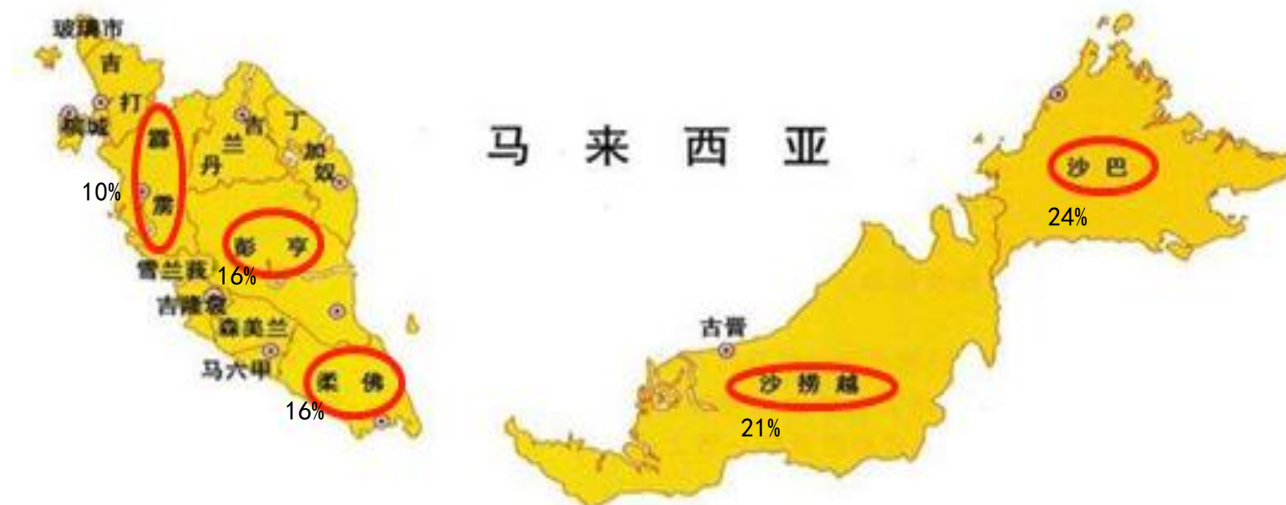 玻璃市
吉打
槟城
霹雳
10%
吉兰丹
丁加奴
彭亨
16%
雪兰莪
吉隆坡
森美兰
马六甲
柔佛
16%
马来西亚
沙巴
24%
古晋
沙捞越
21%